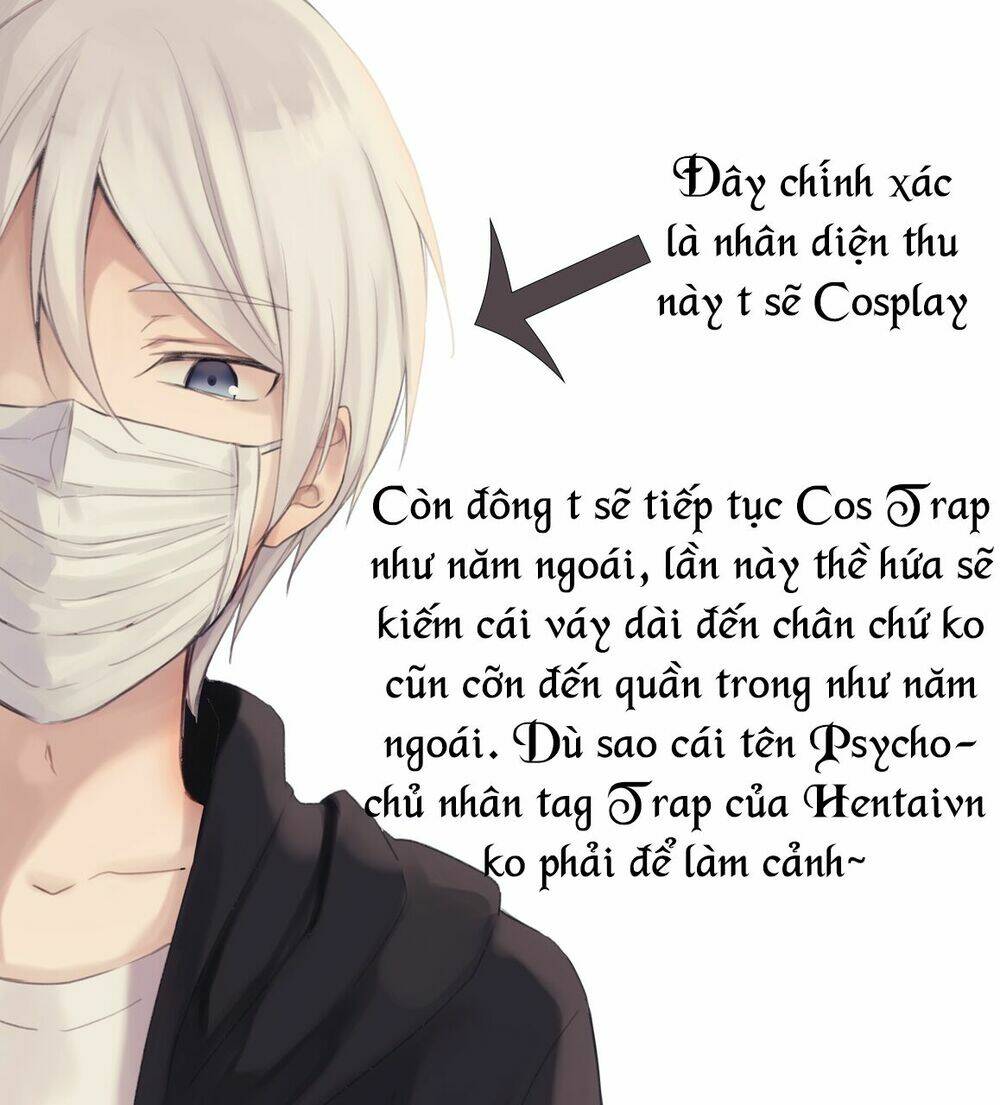 Đây chính xác
là nhân diện thu
này t sẽ Cosplay
Còn đông t sẽ tiếp tục Cos Trap
như năm ngoái, lần này thề hứa sẽ
kiếm cái váy dài đến chân chứ ko
cũn cỡn đến quần trong như năm
ngoái. Dù sao cái tên Psycho-
chủ nhân tag Trap của Hentaivn
ko phải để làm cảnh~